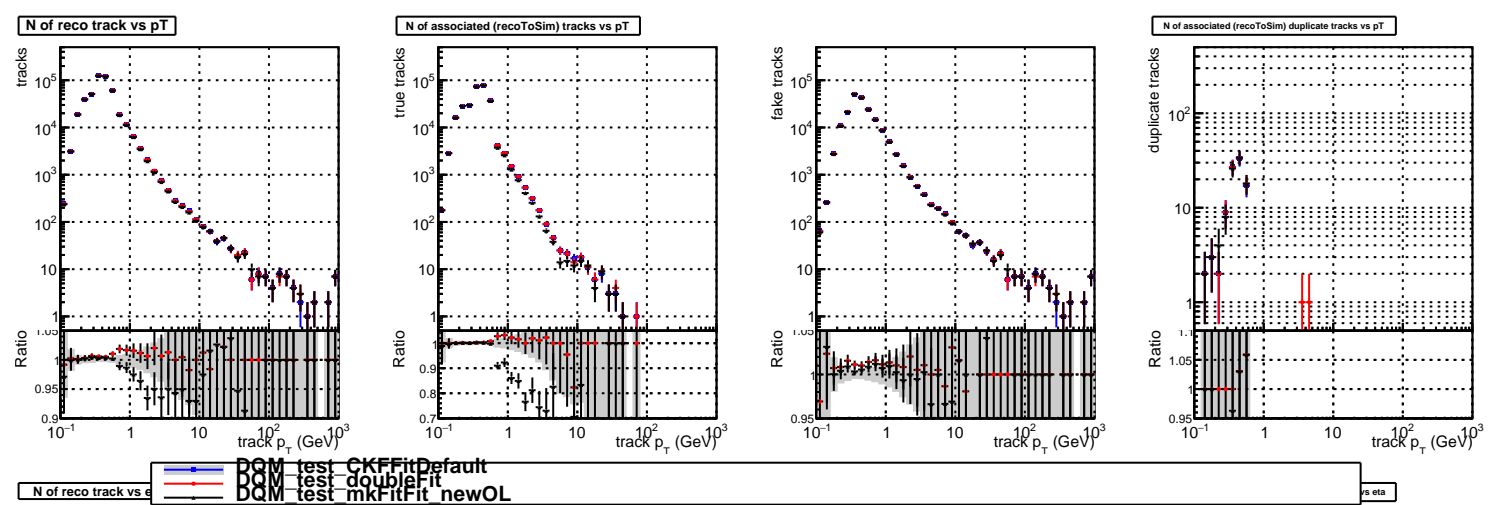 N of reco track vs pT
N of associated (recoToSim) tracks vs pT
N of associated (recoToSim) duplicate tracks vs pT
tracks
10^5
10^4
10^3
10^2
10
1
Ratio
1.05
1
0.95
0.9
10^-1 1 10 10^2 10^3
track p_T (GeV)
true tracks
10^5
10^4
10^3
10^2
10
1
Ratio
1
0.9
0.8
0.7
10^-1 1 10 10^2 10^3
track p_T (GeV)
fake tracks
10^5
10^4
10^3
10^2
10
1
Ratio
1.05
1
0.95
10^-1 1 10 10^2 10^3
track p_T (GeV)
duplicate tracks
10^2
10
1
Ratio
1.1
1.05
1
0.95
10^-1 1 10 10^2 10^3
track p_T (GeV)
DQM_test_CKFFitDefault
DQM_test_doubleFit
DQM_test_mkFitFit_newOL
N of reco track vs e
vs eta